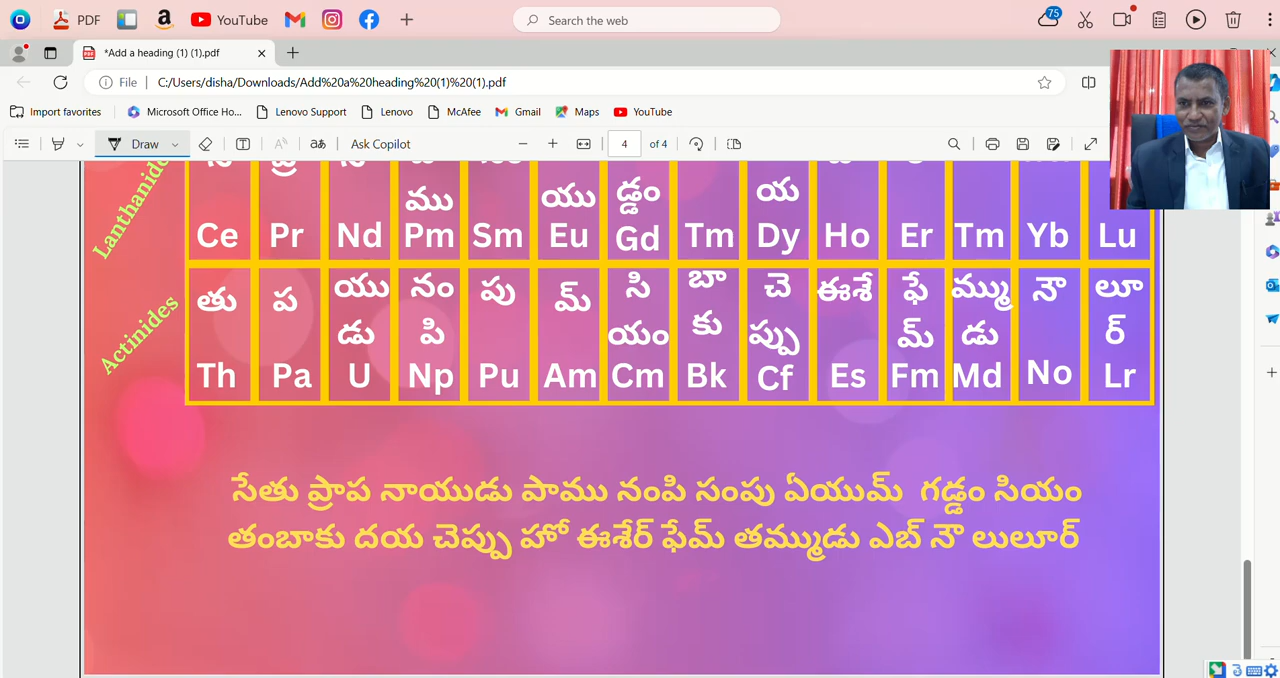 PDF
YouTube
Search the web
75
*Add a heading (1) (1).pdf
File
C:/Users/disha/Downloads/Add%20a%20heading%20(1)%20(1).pdf
Import favorites
Microsoft Office Ho...
Lenovo Support
Lenovo
McAfee
Gmail
Maps
YouTube
Draw
Ask Copilot
4 of 4
Lanthanide
ము యు డ్డం య
Ce Pr Nd Pm Sm Eu Gd Tm Dy Ho Er Tm Yb Lu
Actinides
తు ప యు నం పు మ్ సి బా చె ఈశే ఫే మ్ము నౌ లూ
డు పి యం కు ప్పు మ్ డు ర్
Th Pa U Np Pu Am Cm Bk Cf Es Fm Md No Lr
సేతు ప్రాప నాయుడు పాము నంపి సంపు ఏయుమ్ గడ్డం సియం
తంబాకు దయ చెప్పు హో ఈశేర్ ఫేమ్ తమ్ముడు ఎబ్ నౌ లులూర్